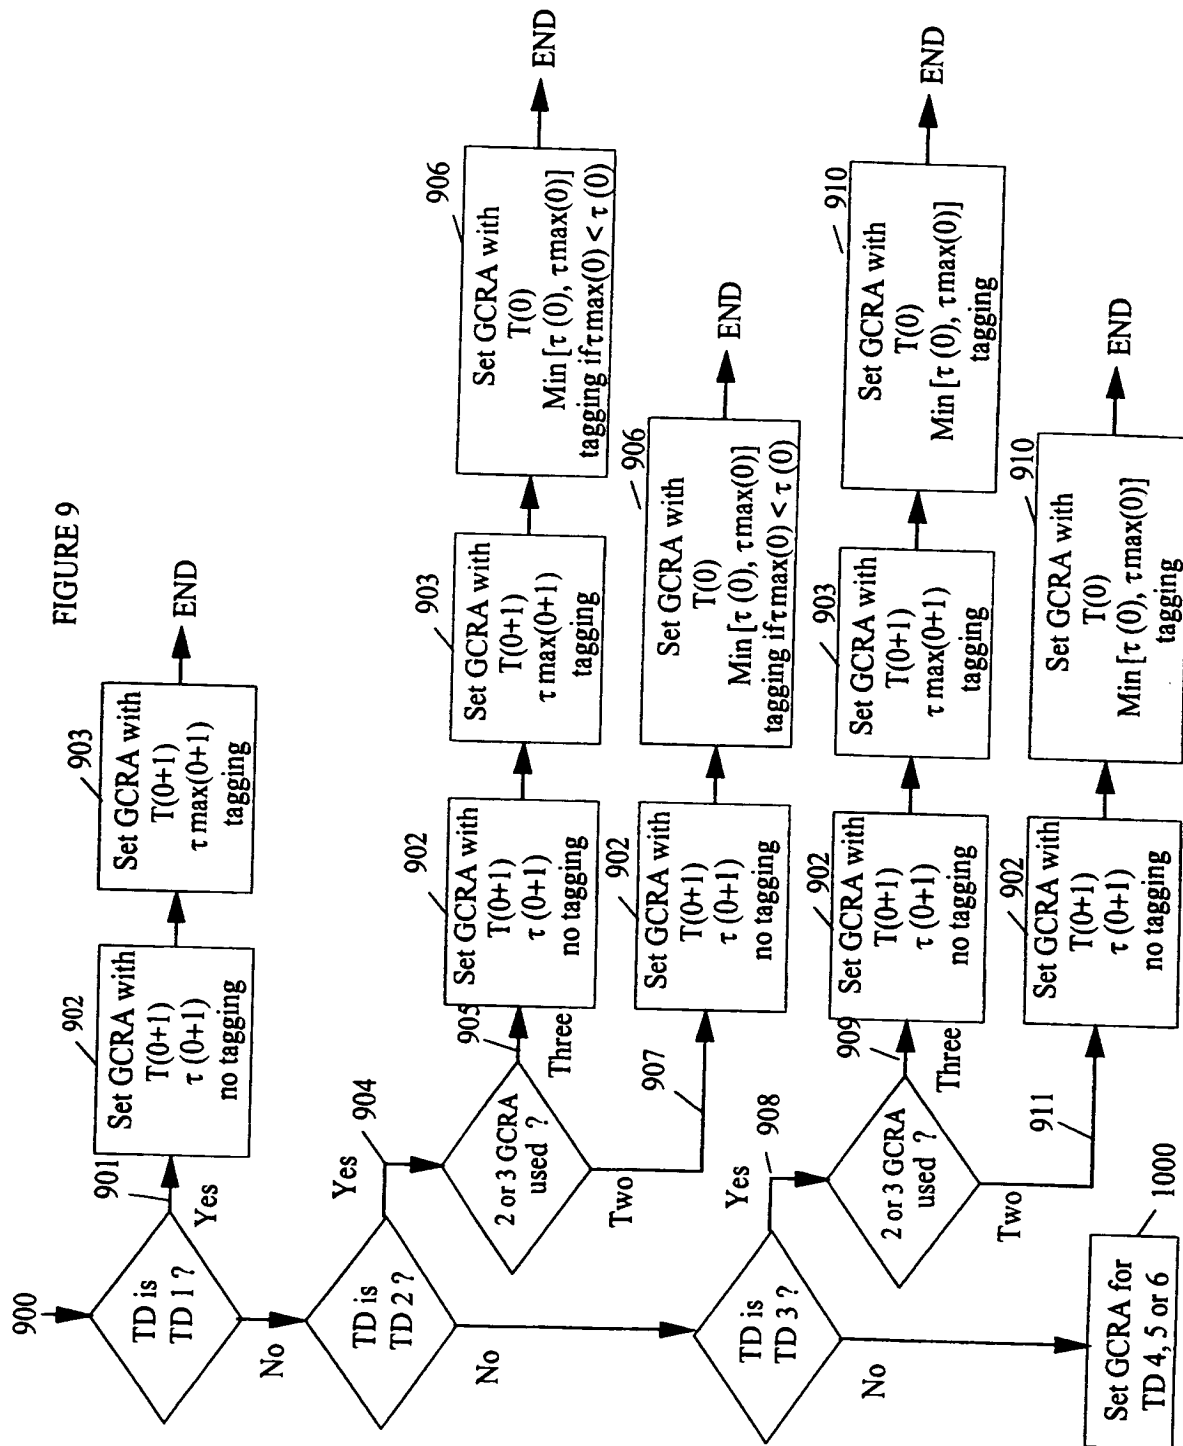 FIGURE 9
900
TD is
TD 1 ?
901
Yes
902
Set GCRA with
T(0+1)
τ (0+1)
no tagging
903
Set GCRA with
T(0+1)
τ max(0+1)
tagging
END
No
TD is
TD 2 ?
Yes
904
2 or 3 GCRA
used ?
905
Three
902
Set GCRA with
T(0+1)
τ (0+1)
no tagging
903
Set GCRA with
T(0+1)
τ max(0+1)
tagging
906
Set GCRA with
T(0)
Min [τ (0), τ max(0)]
tagging if τ max(0) < τ (0)
END
Two
907
902
Set GCRA with
T(0+1)
τ (0+1)
no tagging
906
Set GCRA with
T(0)
Min [τ (0), τ max(0)]
tagging if τ max(0) < τ (0)
END
No
TD is
TD 3 ?
Yes
908
2 or 3 GCRA
used ?
909
Three
902
Set GCRA with
T(0+1)
τ (0+1)
no tagging
903
Set GCRA with
T(0+1)
τ max(0+1)
tagging
910
Set GCRA with
T(0)
Min [τ (0), τ max(0)]
tagging
END
Two
911
902
Set GCRA with
T(0+1)
τ (0+1)
no tagging
910
Set GCRA with
T(0)
Min [τ (0), τ max(0)]
tagging
END
No
1000
Set GCRA for
TD 4, 5 or 6